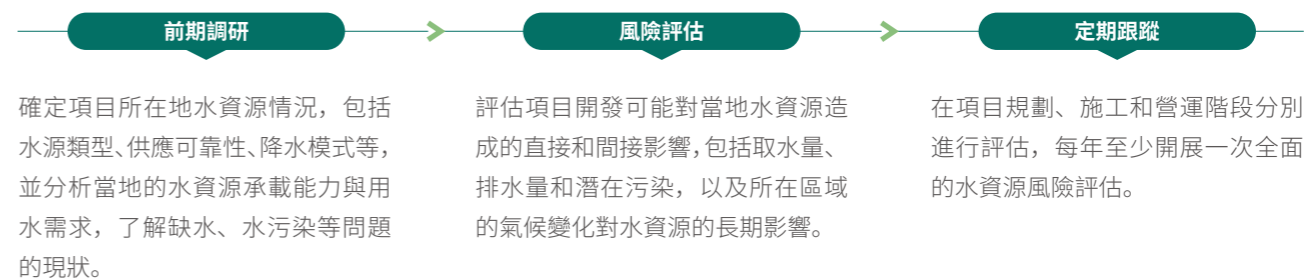 前期調研
確定項目所在地水資源情況，包括
水源類型、供應可靠性、降水模式等，
並分析當地的水資源承載能力與用
水需求，了解缺水、水污染等問題
的現狀。
風險評估
評估項目開發可能對當地水資源造
成的直接和間接影響，包括取水量、
排水量和潛在污染，以及所在區域
的氣候變化對水資源的長期影響。
定期跟蹤
在項目規劃、施工和營運階段分別
進行評估，每年至少開展一次全面
的水資源風險評估。